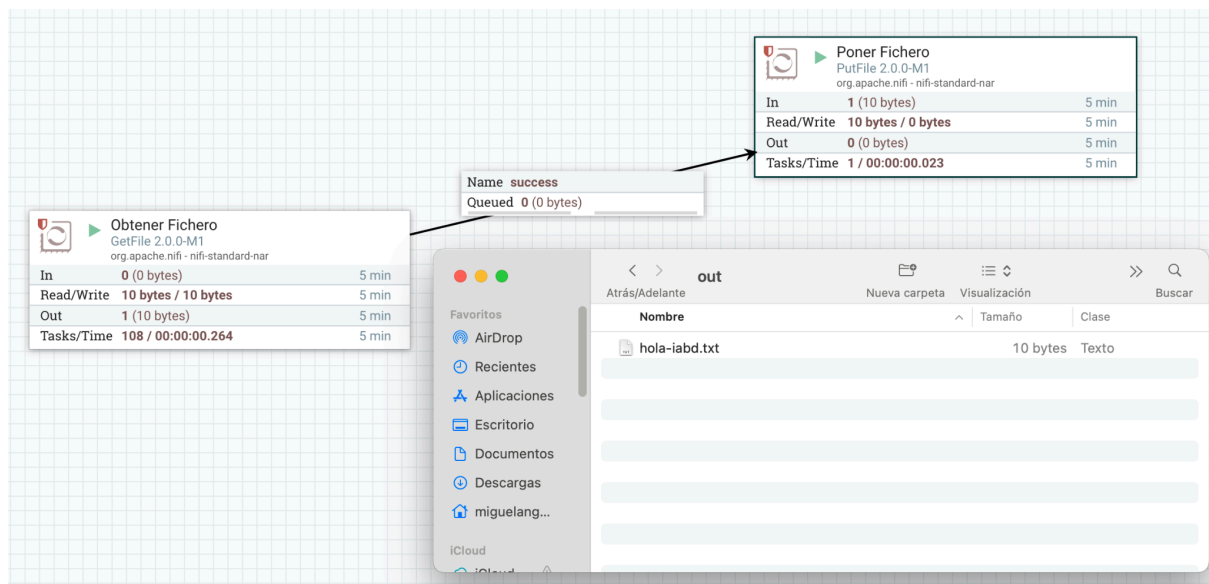 Poner Fichero
PutFile 2.0.0-M1
org.apache.nifi - nifi-standard-nar
In 1 (10 bytes) 5 min
Read/Write 10 bytes / 0 bytes 5 min
Out 0 (0 bytes) 5 min
Tasks/Time 1 / 00:00:00.023 5 min
Name success
Queued 0 (0 bytes)
Obtener Fichero
GetFile 2.0.0-M1
org.apache.nifi - nifi-standard-nar
In 0 (0 bytes) 5 min
Read/Write 10 bytes / 10 bytes 5 min
Out 1 (10 bytes) 5 min
Tasks/Time 108 / 00:00:00.264 5 min
out
Atrás/Adelante Nueva carpeta Visualización Buscar
Favoritos
AirDrop
Recientes
Aplicaciones
Escritorio
Documentos
Descargas
miguelang...
iCloud
iCloud
Nombre Tamaño Clase
hola-iabd.txt 10 bytes Texto